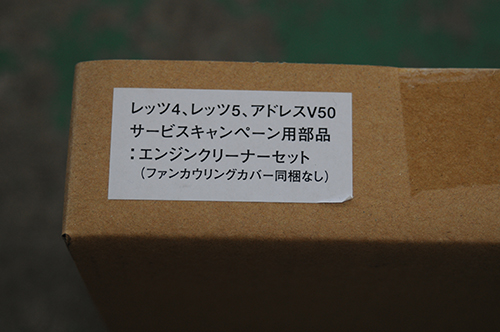 レッツ4、レッツ5、アドレスV50
サービスキャンペーン用部品
：エンジンクリーナーセット
（ファンカウリングカバー同梱なし）